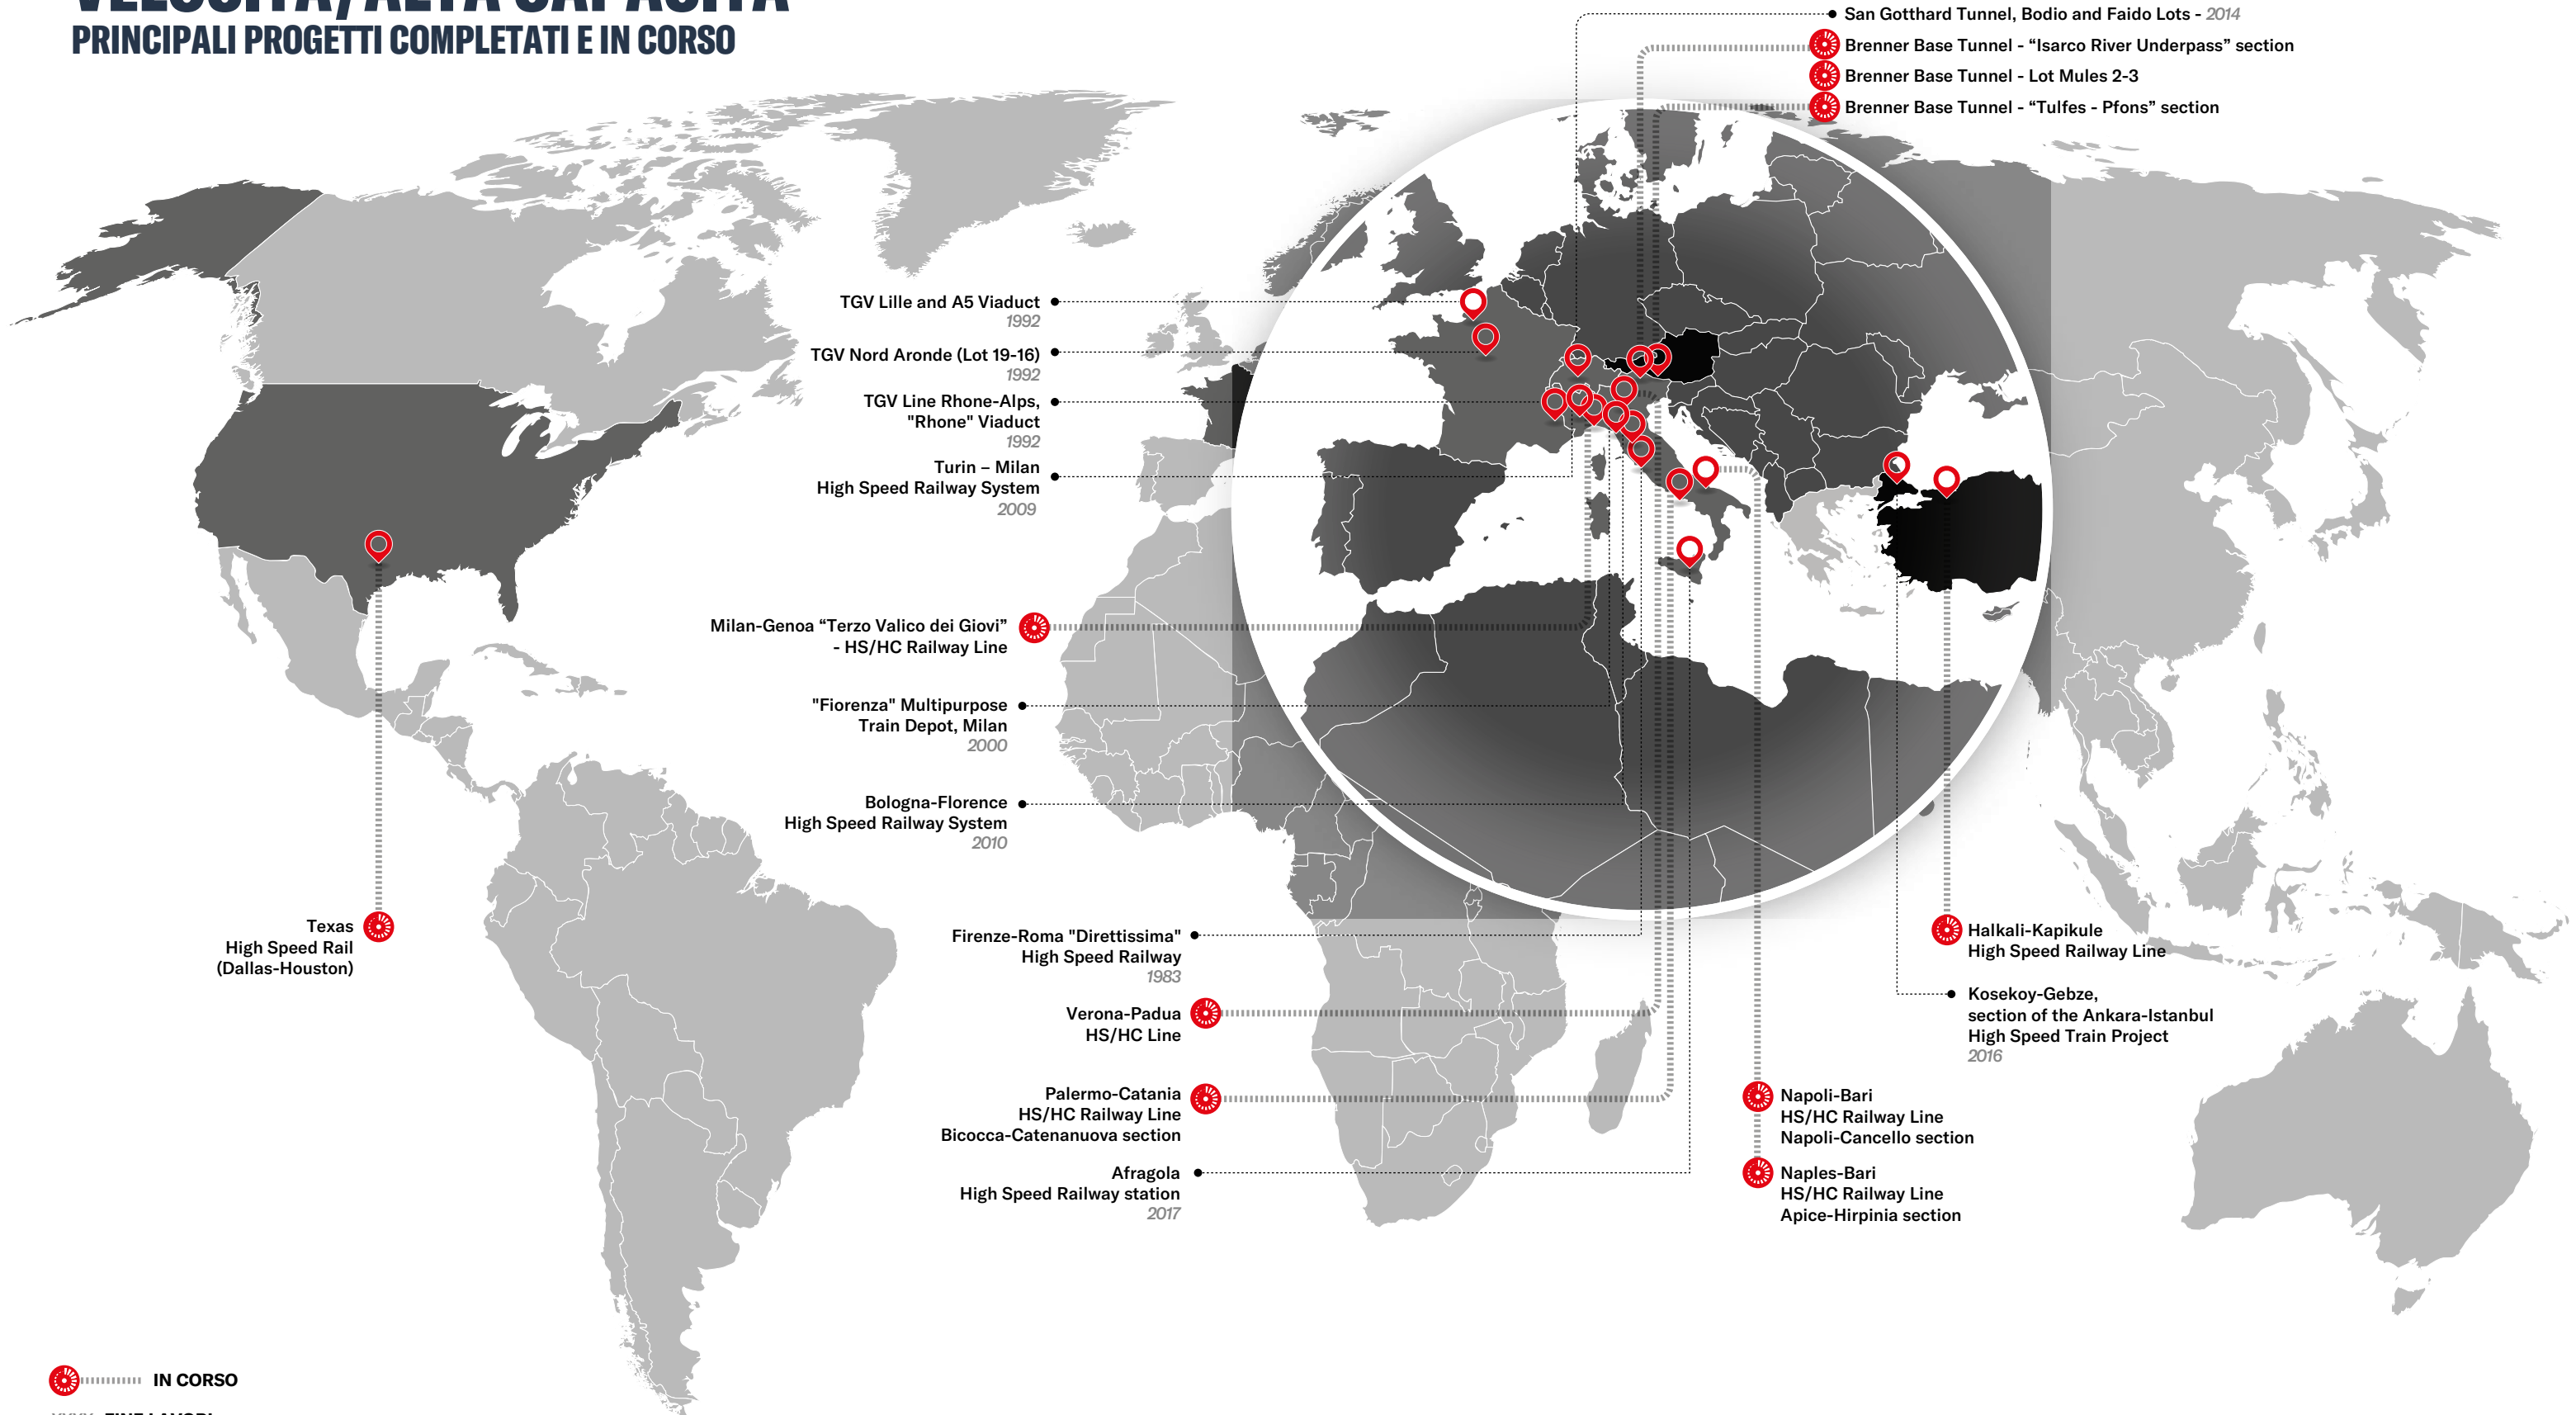 VELOCITÀ/ALTA CAPACITÀ
PRINCIPALI PROGETTI COMPLETATI E IN CORSO
San Gotthard Tunnel, Bodio and Faido Lots - 2014
Brenner Base Tunnel - “Isarco River Underpass” section
Brenner Base Tunnel - Lot Mules 2-3
Brenner Base Tunnel - “Tulfes - Pfons” section
TGV Lille and A5 Viaduct
1992
TGV Nord Aronde (Lot 19-16)
1992
TGV Line Rhone-Alps,
"Rhone" Viaduct
1992
Turin – Milan
High Speed Railway System
2009
Milan-Genoa “Terzo Valico dei Giovi”
- HS/HC Railway Line
"Fiorenza" Multipurpose
Train Depot, Milan
2000
Bologna-Florence
High Speed Railway System
2010
Texas
High Speed Rail
(Dallas-Houston)
Firenze-Roma "Direttissima"
High Speed Railway
1983
Verona-Padua
HS/HC Line
Palermo-Catania
HS/HC Railway Line
Bicocca-Catenanuova section
Afragola
High Speed Railway station
2017
Halkali-Kapikule
High Speed Railway Line
Kosekoy-Gebze,
section of the Ankara-Istanbul
High Speed Train Project
2016
Napoli-Bari
HS/HC Railway Line
Napoli-Cancello section
Naples-Bari
HS/HC Railway Line
Apice-Hirpinia section
IN CORSO
FINE LAVORI